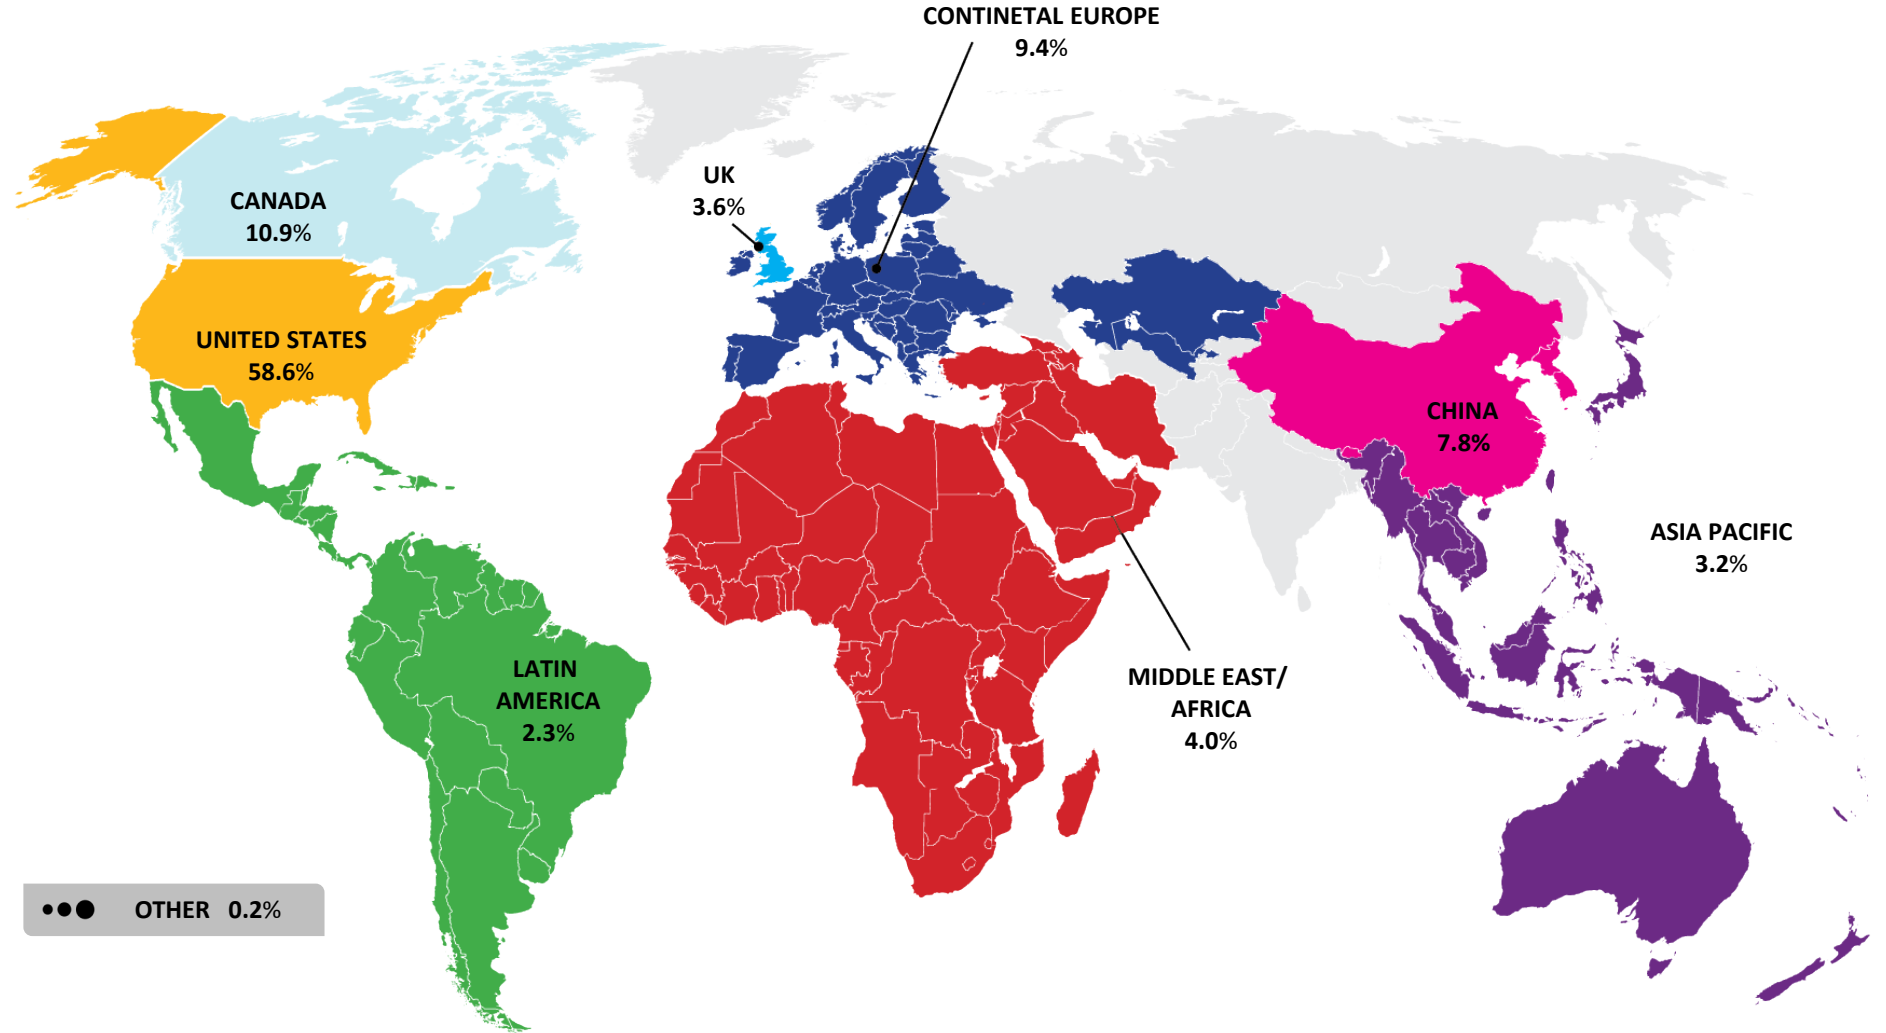 CONTINETAL EUROPE
9.4%
UK
3.6%
CANADA
10.9%
UNITED STATES
58.6%
CHINA
7.8%
ASIA PACIFIC
3.2%
LATIN
AMERICA
2.3%
MIDDLE EAST/
AFRICA
4.0%
OTHER 0.2%